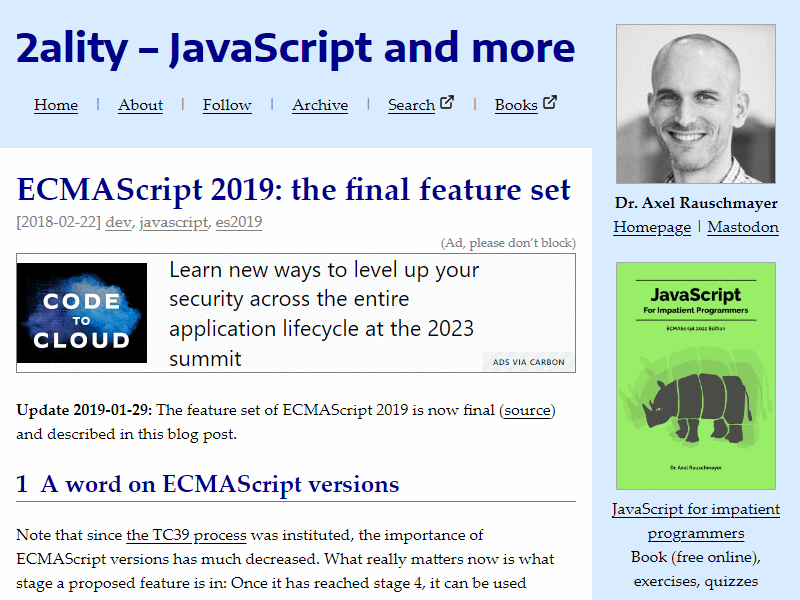 2ality – JavaScript and more
Home | About | Follow | Archive | Search | Books
ECMAScript 2019: the final feature set
[2018-02-22] dev, javascript, es2019
(Ad, please don't block)
CODE
TO
CLOUD
Learn new ways to level up your
security across the entire
application lifecycle at the 2023
summit
ADS VIA CARBON
Update 2019-01-29: The feature set of ECMAScript 2019 is now final (source)
and described in this blog post.
1 A word on ECMAScript versions
Note that since the TC39 process was instituted, the importance of
ECMAScript versions has much decreased. What really matters now is what
stage a proposed feature is in: Once it has reached stage 4, it can be used
Dr. Axel Rauschmayer
Homepage | Mastodon
JavaScript
For Impatient Programmers
ECMAScript 2022 Edition
Dr. Axel Rauschmayer
JavaScript for impatient
programmers
Book (free online),
exercises, quizzes